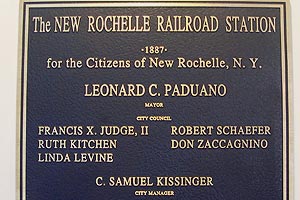 The NEW ROCHELLE RAILROAD STATION
·1887·
for the Citizens of New Rochelle, N. Y.
LEONARD C. PADUANO
MAYOR
CITY COUNCIL
FRANCIS X. JUDGE, II ROBERT SCHAEFER
RUTH KITCHEN DON ZACCAGNINO
LINDA LEVINE
C. SAMUEL KISSINGER
CITY MANAGER